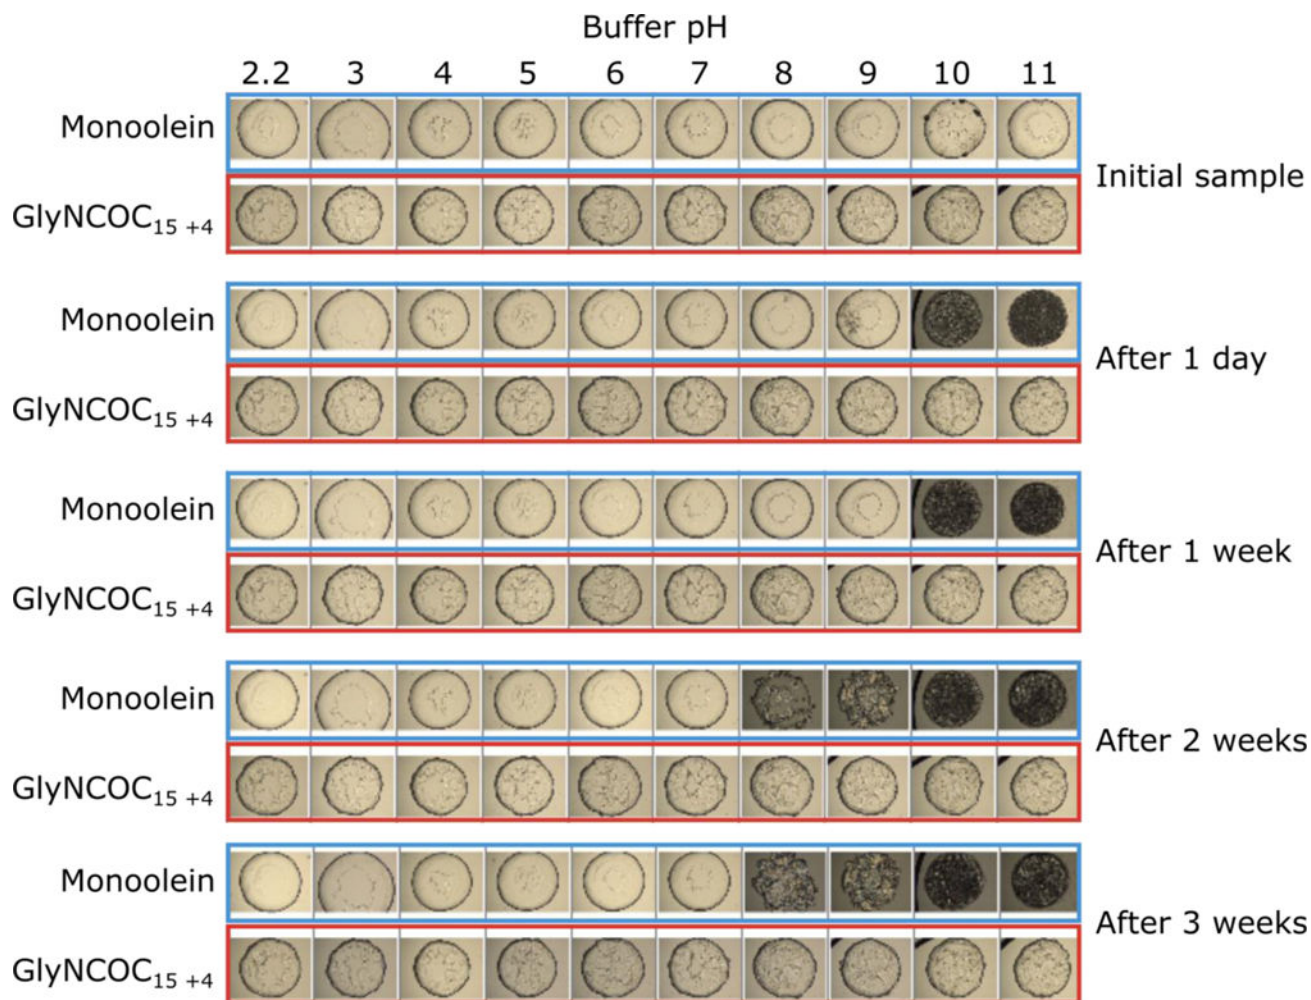 Buffer pH
2.2 3 4 5 6 7 8 9 10 11
Monoolein
GlyNCOC15 +4
Initial sample
Monoolein
GlyNCOC15 +4
After 1 day
Monoolein
GlyNCOC15 +4
After 1 week
Monoolein
GlyNCOC15 +4
After 2 weeks
Monoolein
GlyNCOC15 +4
After 3 weeks